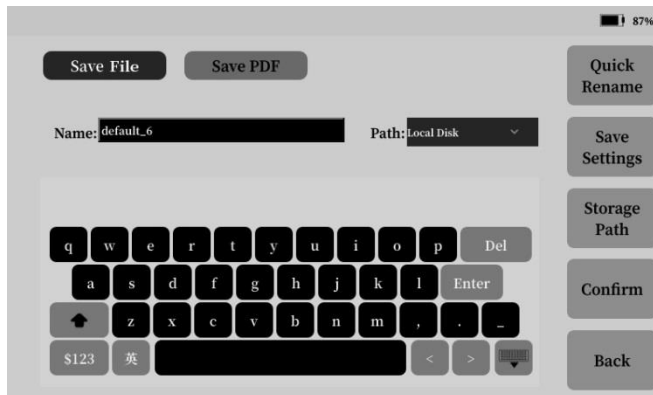 87%
Save File
Save PDF
Quick
Rename
Name: default_6
Path: Local Disk
Save
Settings
Storage
Path
q w e r t y u i o p Del
a s d f g h j k l Enter
Confirm
z x c v b n m , . _
$123 英 < >
Back